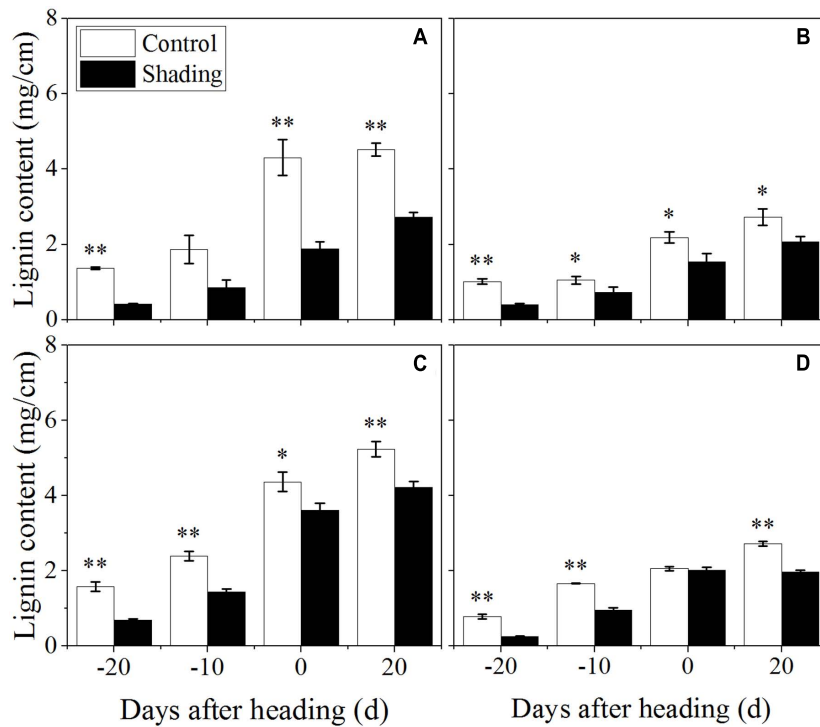 8
6
4
2
0
Lignin content (mg/cm)
Control
Shading
A
**
**
**
B
**
*
*
*
8
6
4
2
0
Lignin content (mg/cm)
C
**
**
*
**
D
**
**
**
-20 -10 0 20
-20 -10 0 20
Days after heading (d)
Days after heading (d)